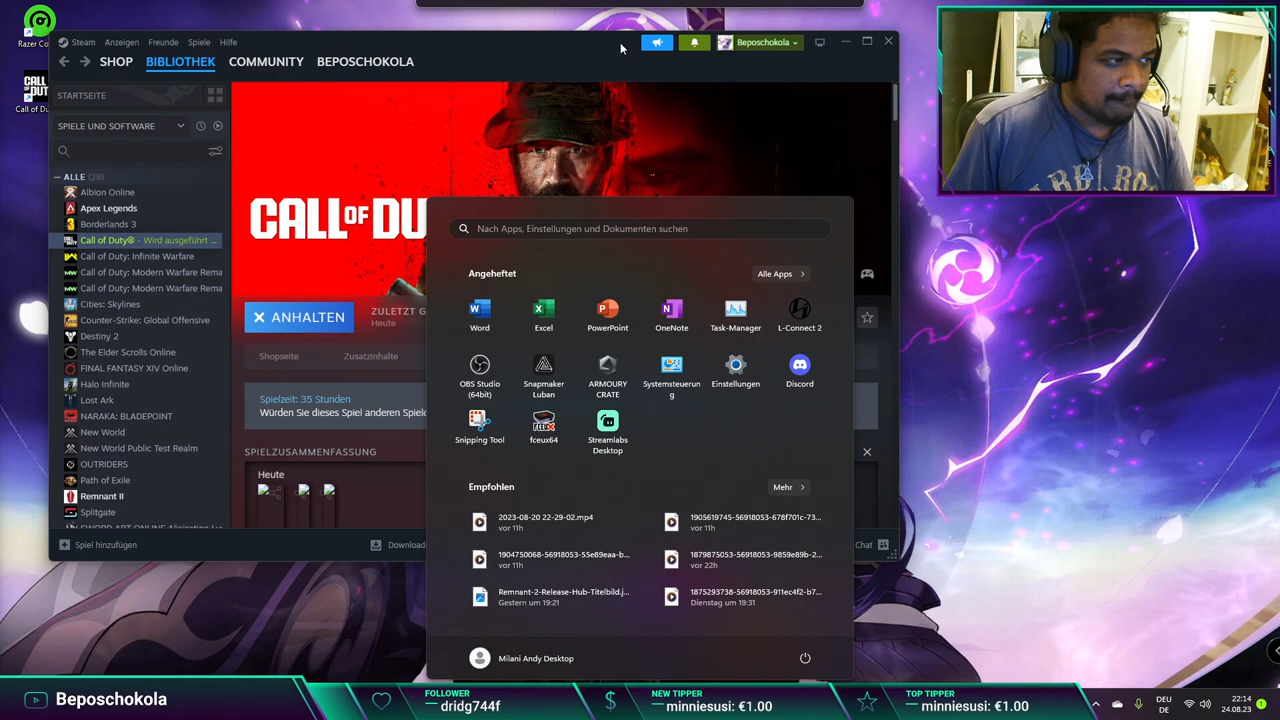 Steam Anzeigen Freunde Spiele Hilfe
Beposchokola
SHOP BIBLIOTHEK COMMUNITY BEPOSCHOKOLA
STARTSEITE
SPIELE UND SOFTWARE
ALLE (28)
Albion Online
Apex Legends
Borderlands 3
Call of Duty® - Wird ausgeführt ...
Call of Duty: Infinite Warfare
Call of Duty: Modern Warfare Rema
Call of Duty: Modern Warfare Rema
Cities: Skylines
Counter-Strike: Global Offensive
Destiny 2
The Elder Scrolls Online
FINAL FANTASY XIV Online
Halo Infinite
Lost Ark
NARAKA: BLADEPOINT
New World
New World Public Test Realm
OUTRIDERS
Path of Exile
Remnant II
Splitgate
Spiel hinzufügen
Download
Chat
CALL OF DU
ANHALTEN
ZULETZT G
Heute
Shopseite Zusatzinhalte
Spielzeit: 35 Stunden
Würden Sie dieses Spiel anderen Spiele
SPIELZUSAMMENFASSUNG
Heute
Nach Apps, Einstellungen und Dokumenten suchen
Angeheftet
Alle Apps
Word Excel PowerPoint OneNote Task-Manager L-Connect 2
OBS Studio (64bit)
Snapmaker Luban
ARMOURY CRATE
Systemsteuerung
Einstellungen
Discord
Snipping Tool
fceux64
Streamlabs Desktop
Empfohlen
Mehr
2023-08-20 22-29-02.mp4
vor 11h
1905619745-56918053-678f701c-73...
vor 11h
1904750068-56918053-55e89eaa-b...
vor 11h
1879875053-56918053-9859e89b-2...
vor 22h
Remnant-2-Release-Hub-Titelbild.j...
Gestern um 19:21
1875293738-56918053-911ec4f2-b7...
Dienstag um 19:31
Milani Andy Desktop
CALL OF DUTY
Call of Duty
Beposchokola
FOLLOWER
dridg744f
NEW TIPPER
minniesusi: €1.00
TOP TIPPER
minniesusi: €1.00
DEU
DE
22:14
24.08.23
1